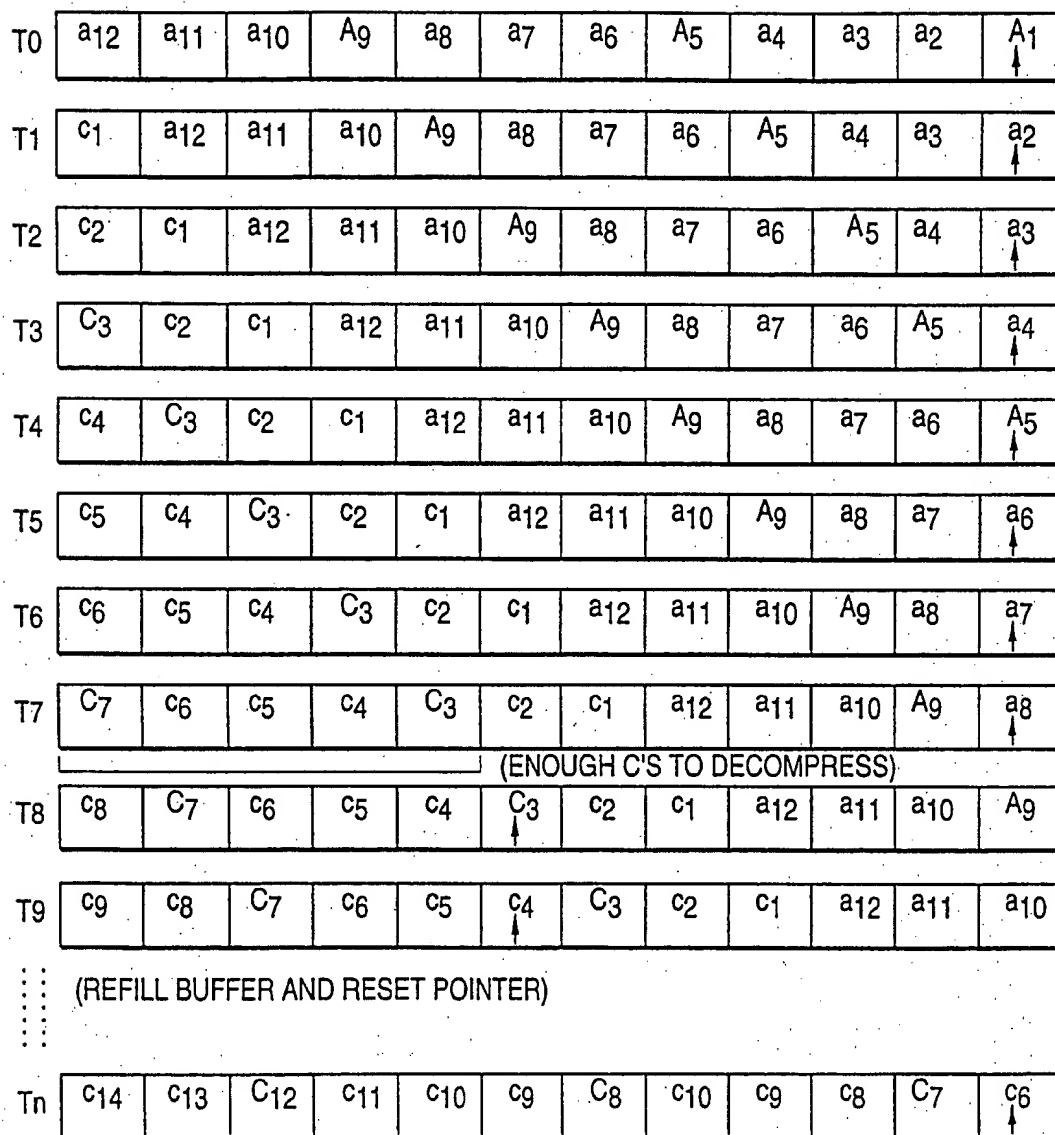 T0 a12 a11 a10 A9 a8 a7 a6 A5 a4 a3 a2 A1
T1 c1 a12 a11 a10 A9 a8 a7 a6 A5 a4 a3 a2
T2 c2 c1 a12 a11 a10 A9 a8 a7 a6 A5 a4 a3
T3 C3 c2 c1 a12 a11 a10 A9 a8 a7 a6 A5 a4
T4 c4 C3 c2 c1 a12 a11 a10 A9 a8 a7 a6 A5
T5 c5 c4 C3 c2 c1 a12 a11 a10 A9 a8 a7 a6
T6 c6 c5 c4 C3 c2 c1 a12 a11 a10 A9 a8 a7
T7 C7 c6 c5 c4 C3 c2 c1 a12 a11 a10 A9 a8
(ENOUGH C'S TO DECOMPRESS)
T8 c8 C7 c6 c5 c4 C3 c2 c1 a12 a11 a10 A9
T9 c9 c8 C7 c6 c5 c4 C3 c2 c1 a12 a11 a10
(REFILL BUFFER AND RESET POINTER)
Tn c14 c13 C12 c11 c10 c9 C8 c10 c9 c8 C7 c6